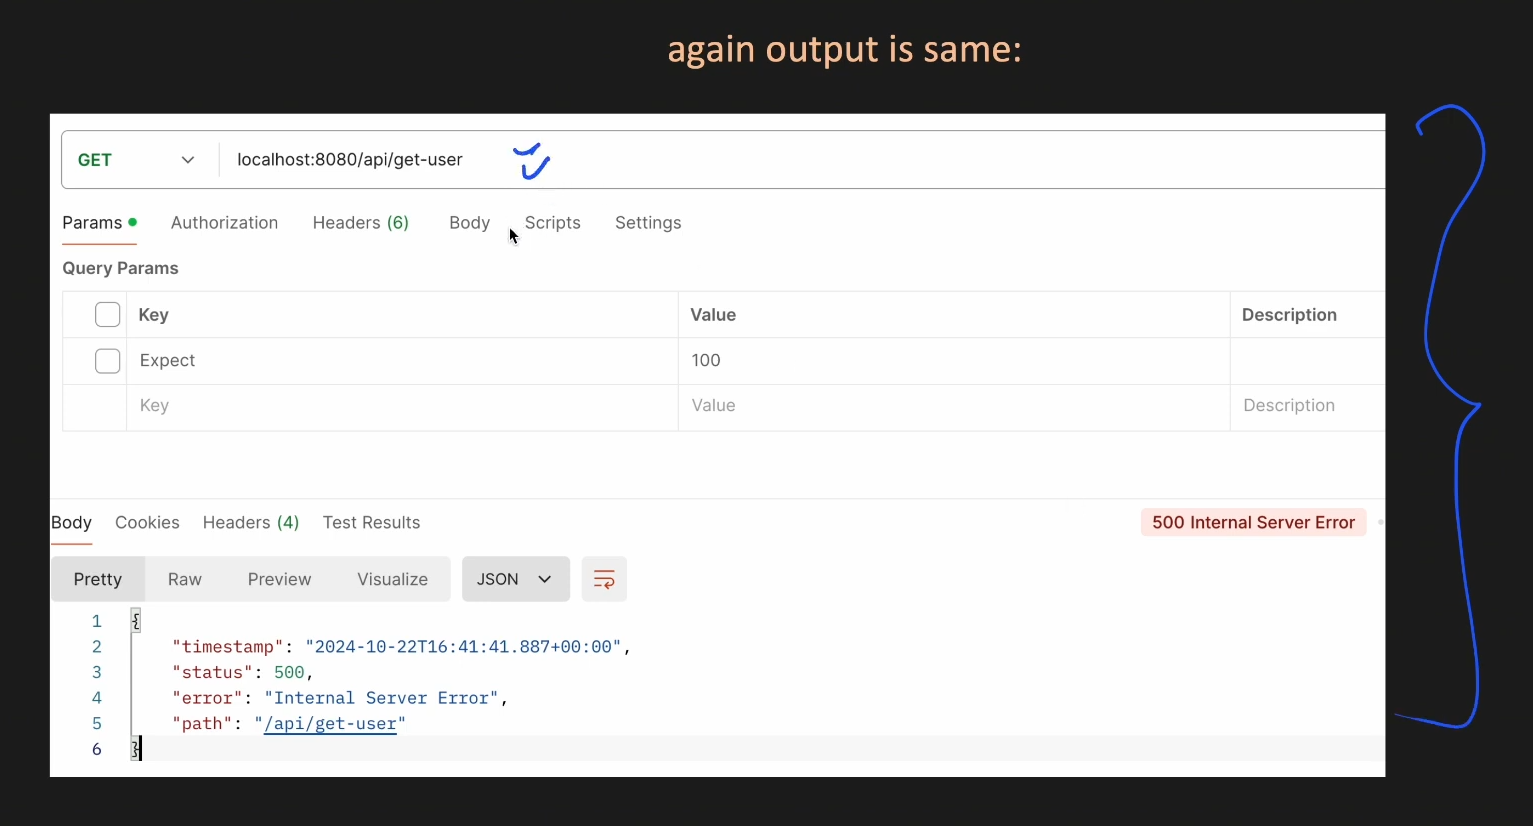 again output is same:
GET localhost:8080/api/get-user
Params Authorization Headers (6) Body Scripts Settings
Query Params
Key Value Description
Expect 100
Key Value Description
Body Cookies Headers (4) Test Results 500 Internal Server Error
Pretty Raw Preview Visualize JSON
1 {
2 "timestamp": "2024-10-22T16:41:41.887+00:00",
3 "status": 500,
4 "error": "Internal Server Error",
5 "path": "/api/get-user"
6 }